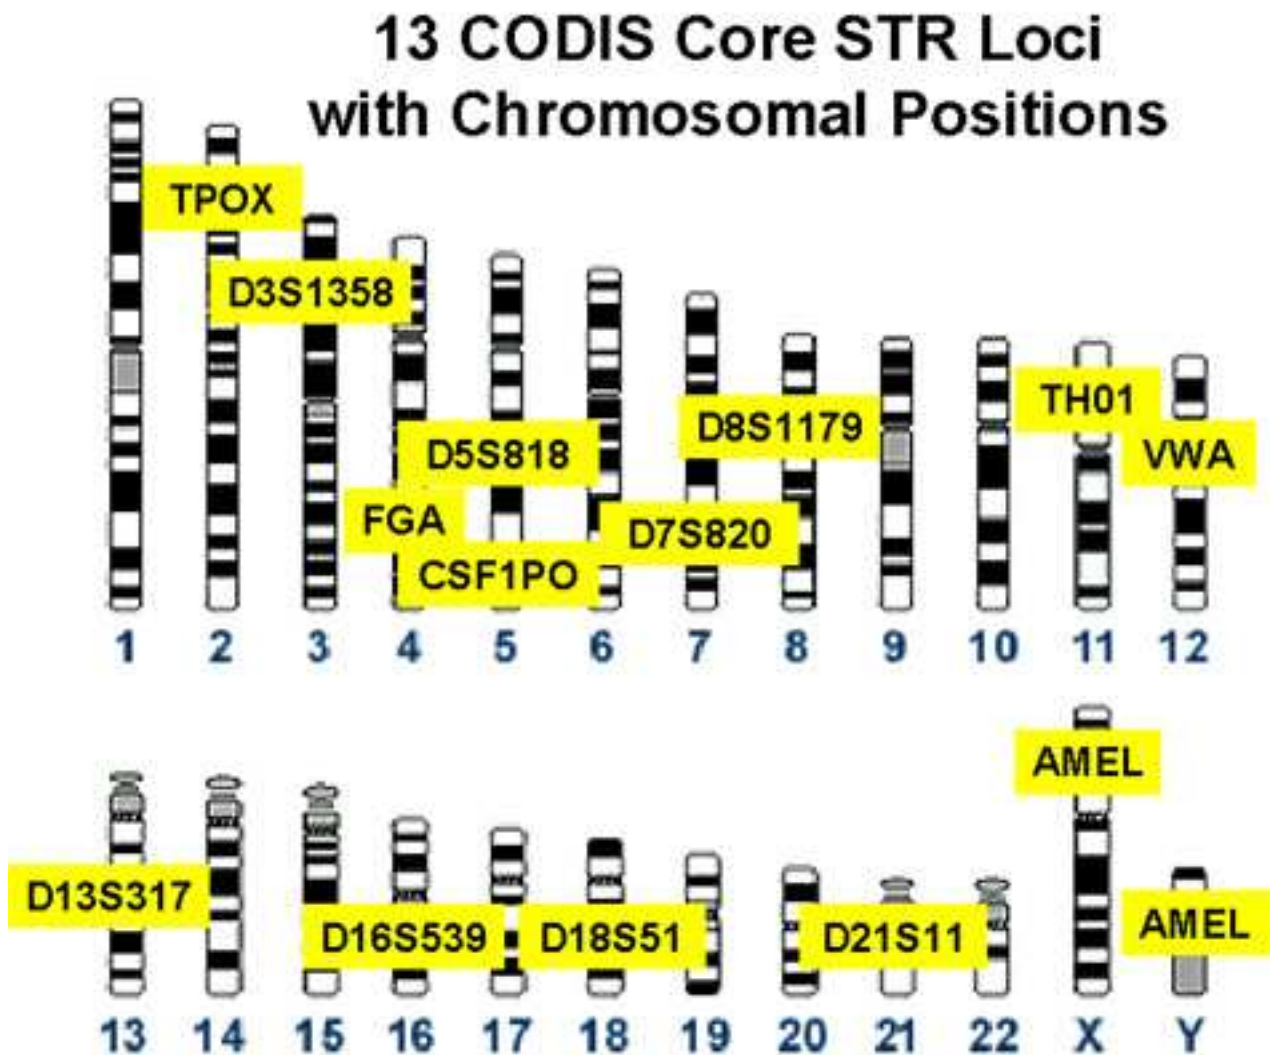 13 CODIS Core STR Loci
with Chromosomal Positions
TPOX
D3S1358
D8S1179
TH01
D5S818
VWA
FGA
D7S820
CSF1PO
1 2 3 4 5 6 7 8 9 10 11 12
AMEL
D13S317
D16S539
D18S51
D21S11
AMEL
13 14 15 16 17 18 19 20 21 22 X Y